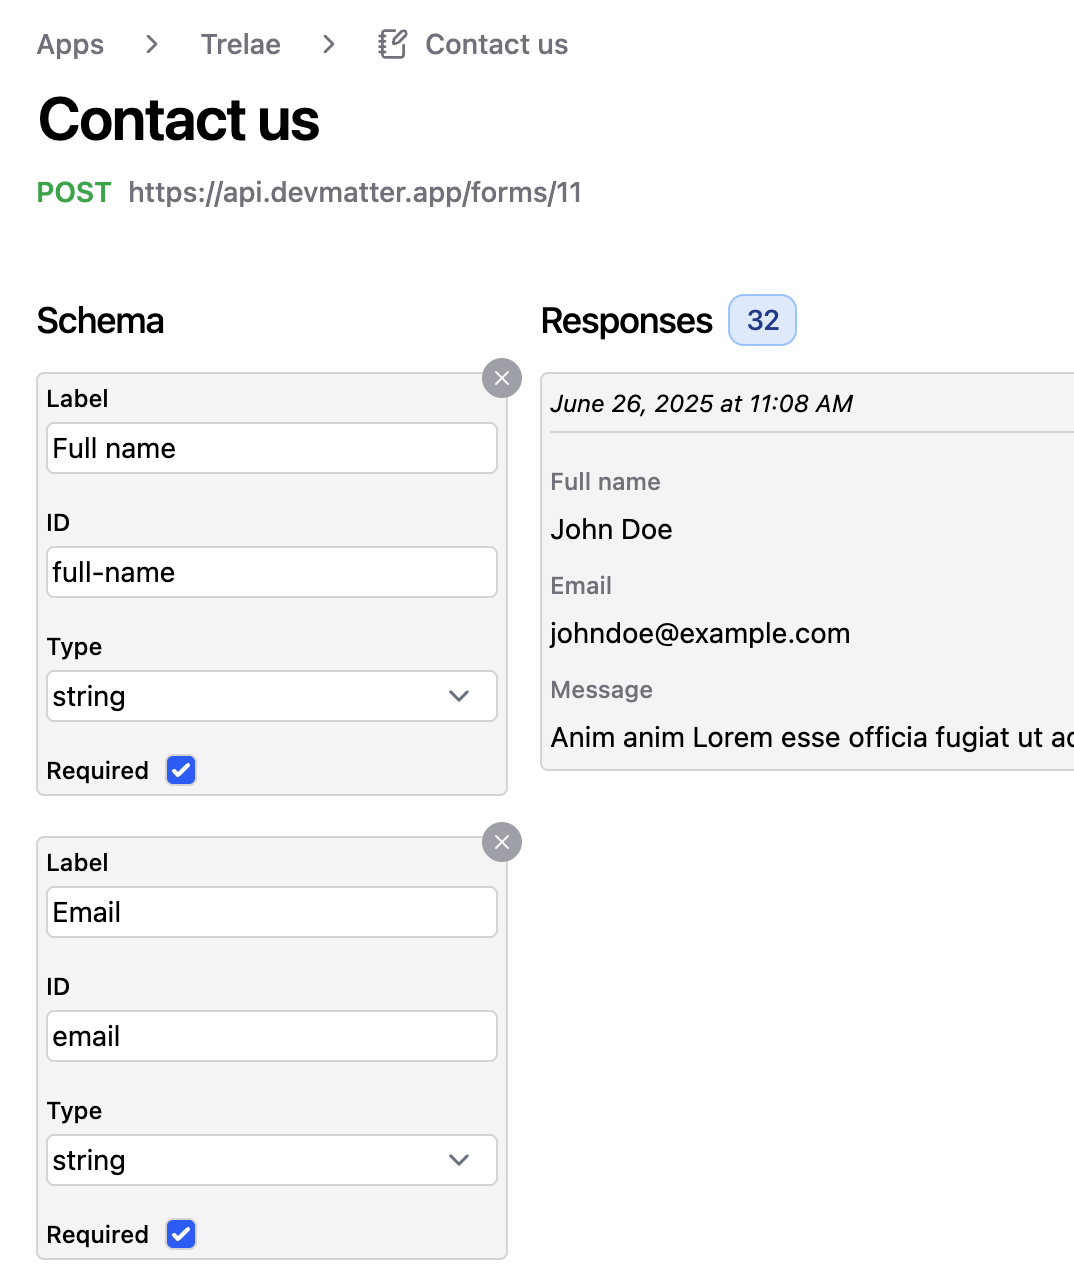 Apps > Trelae > Contact us
Contact us
POST https://api.devmatter.app/forms/11
Schema
Label
Full name
ID
full-name
Type
string
Required
Label
Email
ID
email
Type
string
Required
Responses 32
June 26, 2025 at 11:08 AM
Full name
John Doe
Email
johndoe@example.com
Message
Anim anim Lorem esse officia fugiat ut